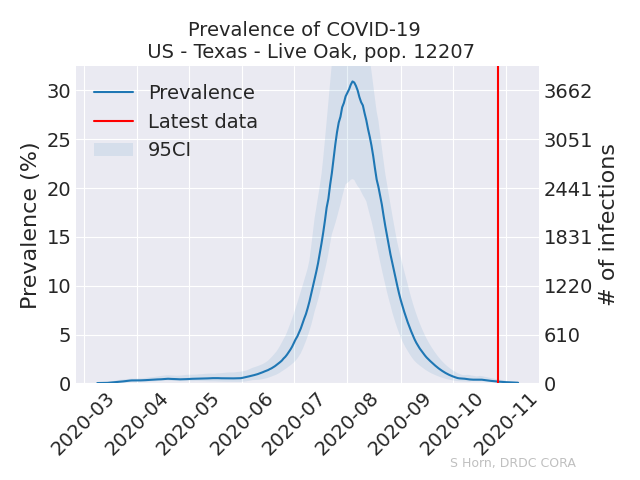 Prevalence of COVID-19
US - Texas - Live Oak, pop. 12207
Prevalence
Latest data
95CI
Prevalence (%)
30
25
20
15
10
5
0
3662
3051
2441
1831
1220
610
0
# of infections
2020-03
2020-04
2020-05
2020-06
2020-07
2020-08
2020-09
2020-10
2020-11
S Horn, DRDC CORA